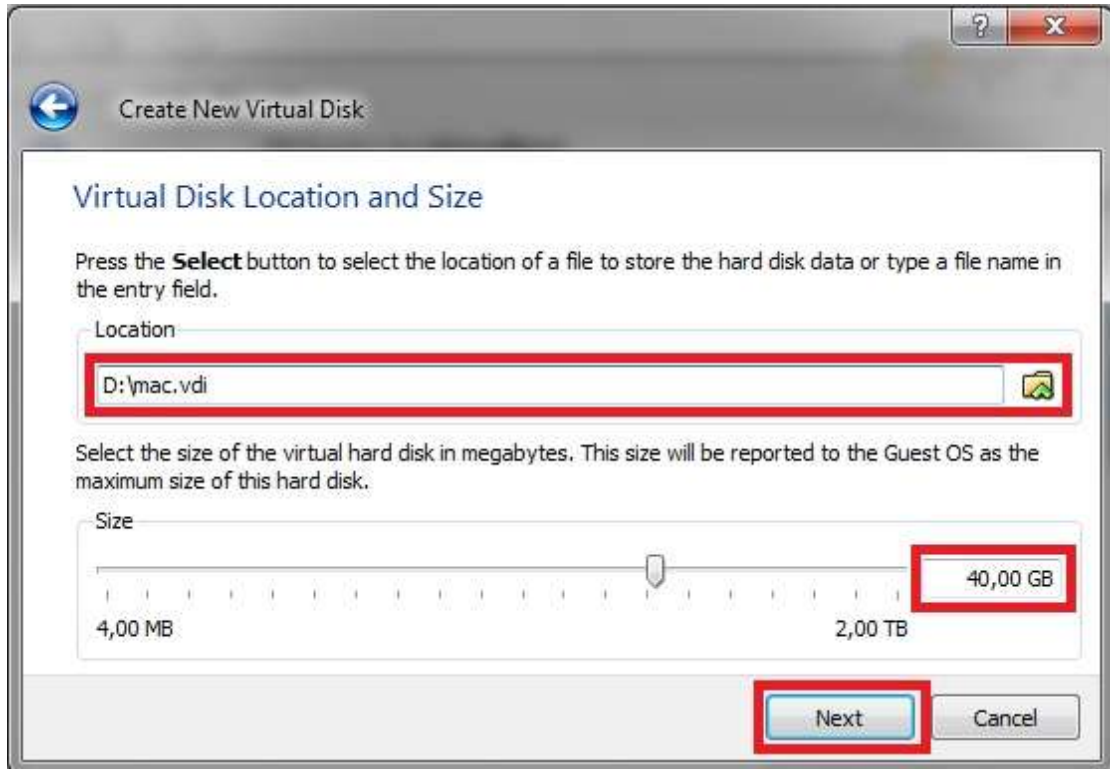 ?
X
Create New Virtual Disk
Virtual Disk Location and Size
Press the Select button to select the location of a file to store the hard disk data or type a file name in
the entry field.
Location
D:\mac.vdi
Select the size of the virtual hard disk in megabytes. This size will be reported to the Guest OS as the
maximum size of this hard disk.
Size
40,00 GB
4,00 MB
2,00 TB
Next
Cancel